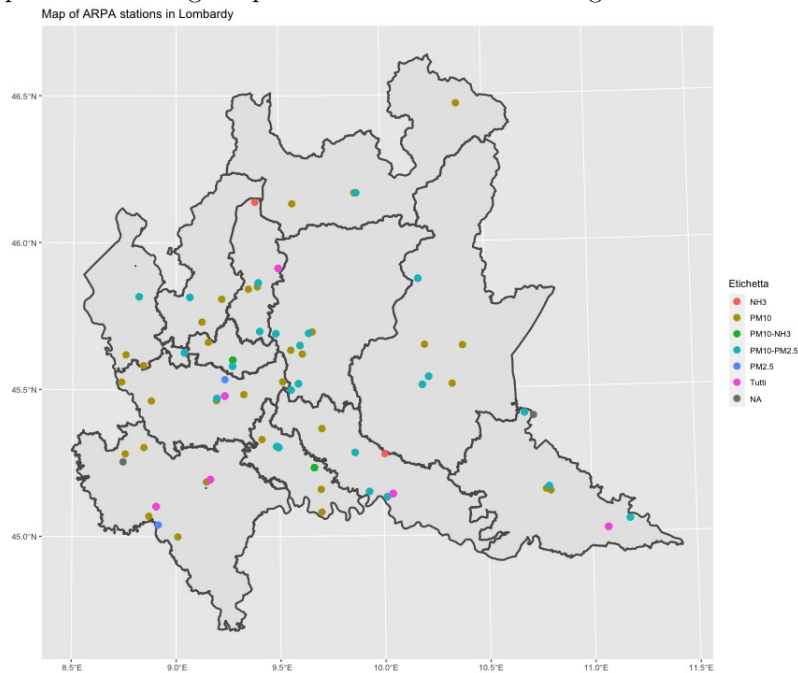 Map of ARPA stations in Lombardy
46.5°N
46.0°N
45.5°N
45.0°N
8.5°E 9.0°E 9.5°E 10.0°E 10.5°E 11.0°E 11.5°E
Etichetta
NH3
PM10
PM10-NH3
PM10-PM2.5
PM2.5
Tutti
NA